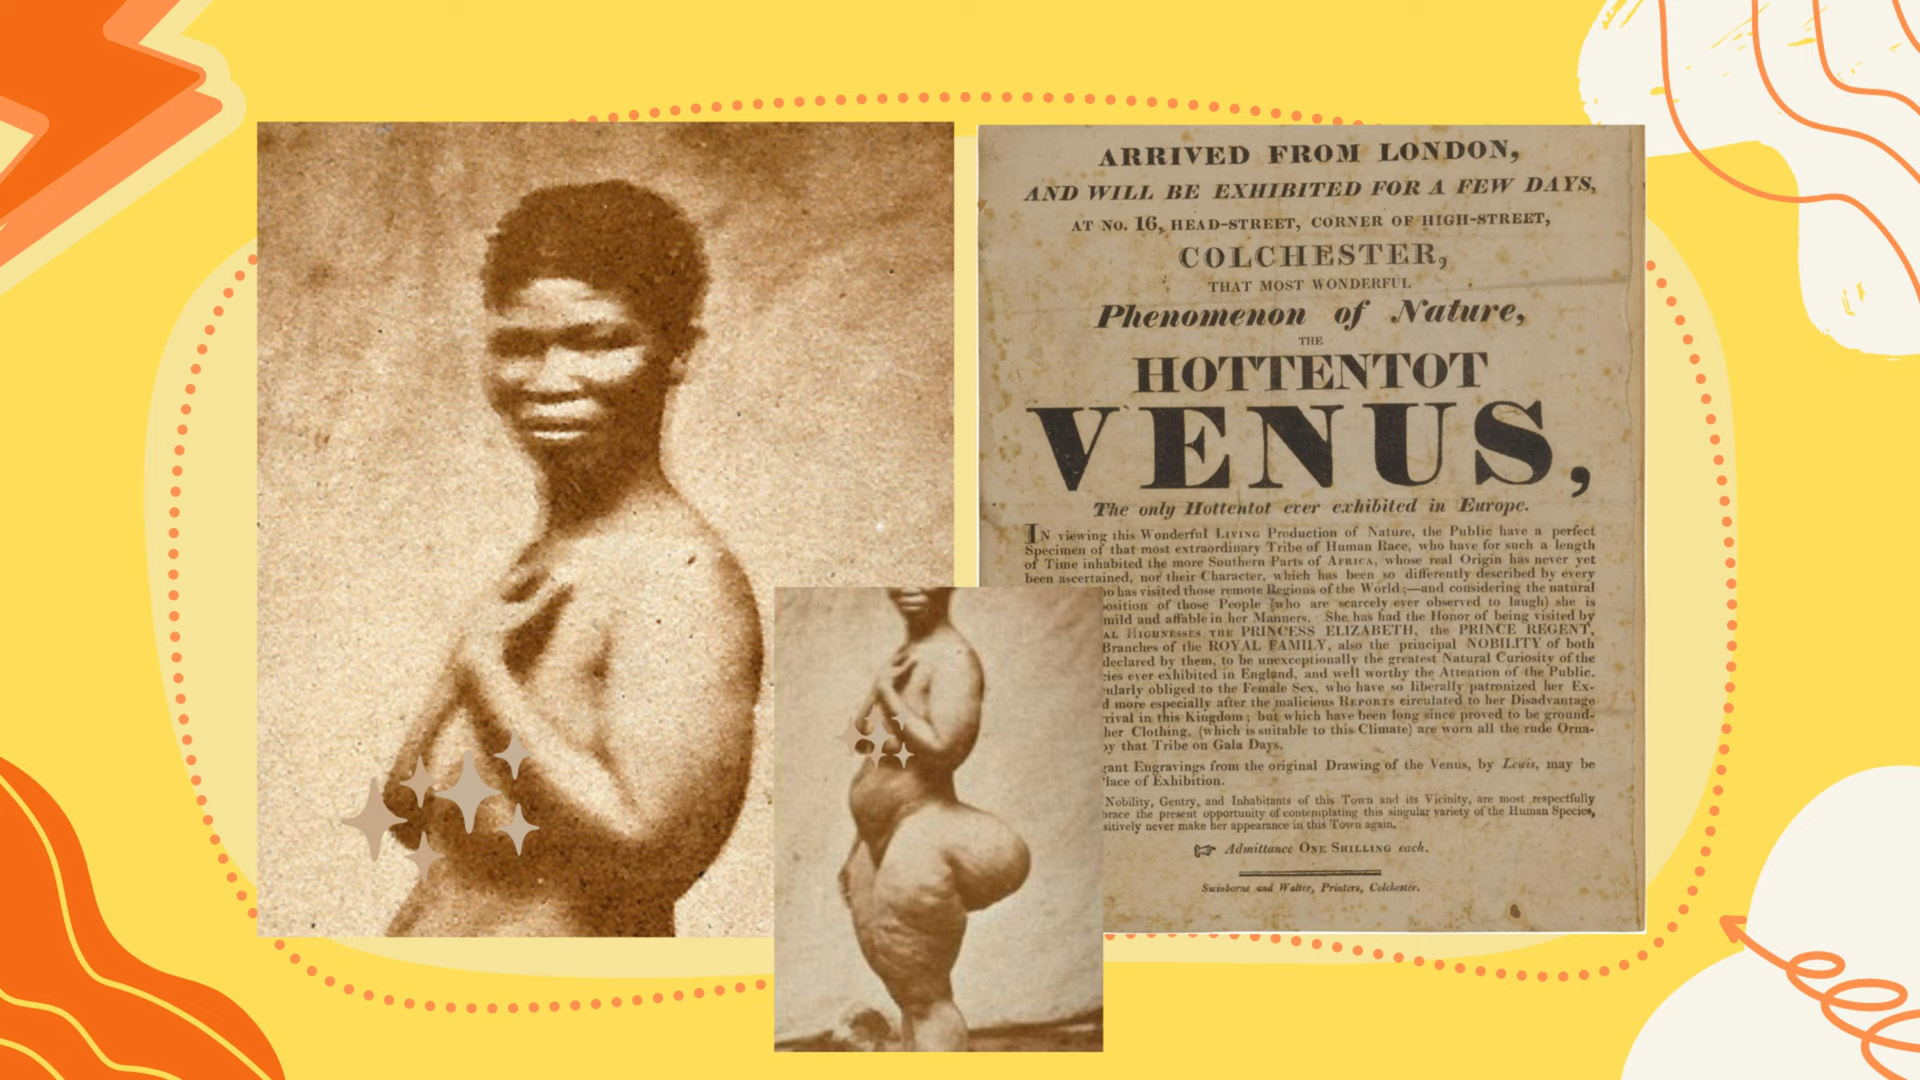 ARRIVED FROM LONDON,
AND WILL BE EXHIBITED FOR A FEW DAYS,
AT NO. 16, HEAD-STREET, CORNER OF HIGH-STREET,
COLCHESTER,
THAT MOST WONDERFUL
Phenomenon of Nature,
THE
HOTTENTOT
VENUS,
The only Hottentot ever exhibited in Europe.
IN viewing this Wonderful LIVING Production of Nature, the Public have a perfect
Specimen of that most extraordinary Tribe of Human Race, who have for such a length
of Time inhabited the more Southern Parts of AFRICA, whose real Origin has never yet
been ascertained, nor their Character, which has been so differently described by every
has visited those remote Regions of the World;—and considering the natural
of those People (who are scarcely ever observed to laugh) she is
mild and affable in her Manners. She has had the Honor of being visited by
HIGHNESSES THE PRINCESS ELIZABETH, the PRINCE REGENT,
Branches of the ROYAL FAMILY, also the principal NOBILITY of both
declared by them, to be unexceptionally the greatest Natural Curiosity of the
ever exhibited in England, and well worthy the Attention of the Public.
obliged to the Female Sex, who have so liberally patronized her Ex-
more especially after the malicious REPORTS circulated to her Disadvantage
in this Kingdom; but which have been long since proved to be ground-
her Clothing, (which is suitable to this Climate) are worn all the rude Orna-
by that Tribe on Gala Days.
Engravings from the original Drawing of the Venus, by Lewis, may be
of Exhibition.
Nobility, Gentry, and Inhabitants of this Town and its Vicinity, are most respectfully
the present opportunity of contemplating this singular variety of the Human Species,
never make her appearance in this Town again.
☞ Admittance ONE SHILLING each.
Swinborne and Walter, Printers, Colchester.